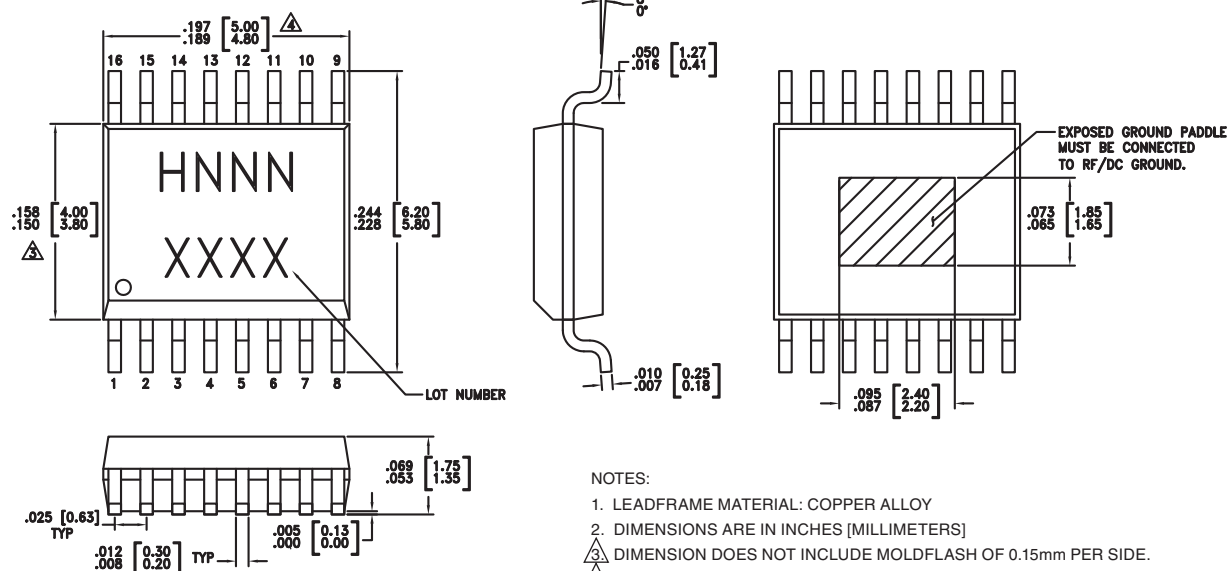 .197 [5.00]
.189 [4.80] 4
16 15 14 13 12 11 10 9
HNNN
XXXX
.158 [4.00]
.150 [3.80]
3
.244 [6.20]
.228 [5.80]
1 2 3 4 5 6 7 8
LOT NUMBER
0°
.050 [1.27]
.016 [0.41]
.010 [0.25]
.007 [0.18]
EXPOSED GROUND PADDLE
MUST BE CONNECTED
TO RF/DC GROUND.
.073 [1.85]
.065 [1.65]
.095 [2.40]
.087 [2.20]
.069 [1.75]
.053 [1.35]
.025 [0.63]
TYP
.005 [0.13]
.000 [0.00]
.012 [0.30]
.008 [0.20] TYP
NOTES:
1. LEADFRAME MATERIAL: COPPER ALLOY
2. DIMENSIONS ARE IN INCHES [MILLIMETERS]
3. DIMENSION DOES NOT INCLUDE MOLDFLASH OF 0.15mm PER SIDE.